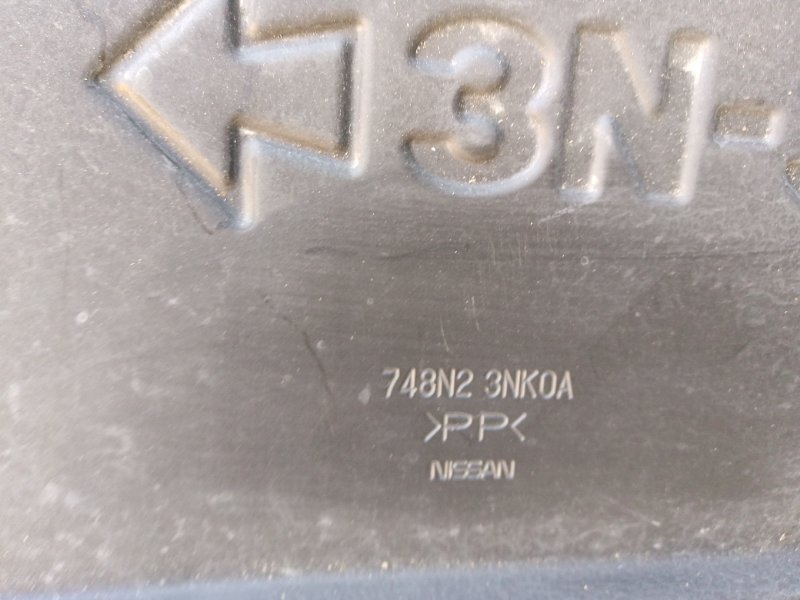 3N-
748N2 3NK0A
>PP<
NISSAN